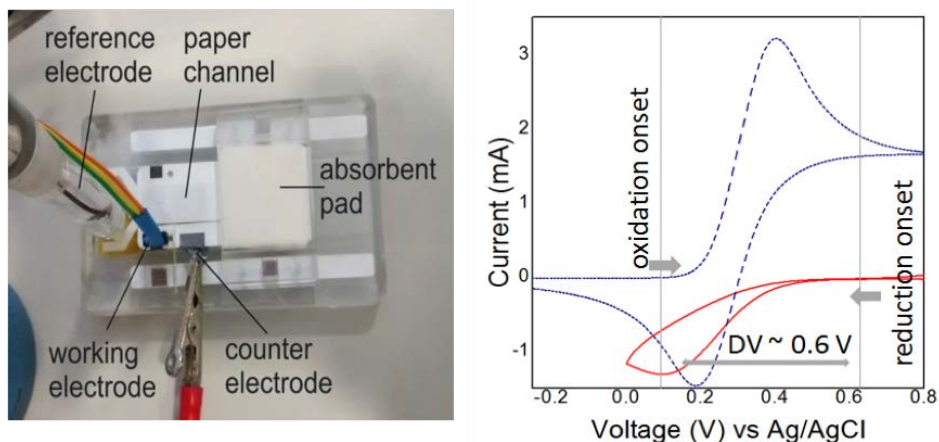 reference
electrode
paper
channel
absorbent
pad
working
electrode
counter
electrode
3
2
1
0
-1
Current (mA)
oxidation onset
reduction onset
DV ~ 0.6 V
-0.2
0.0
0.2
0.4
0.6
0.8
Voltage (V) vs Ag/AgCl